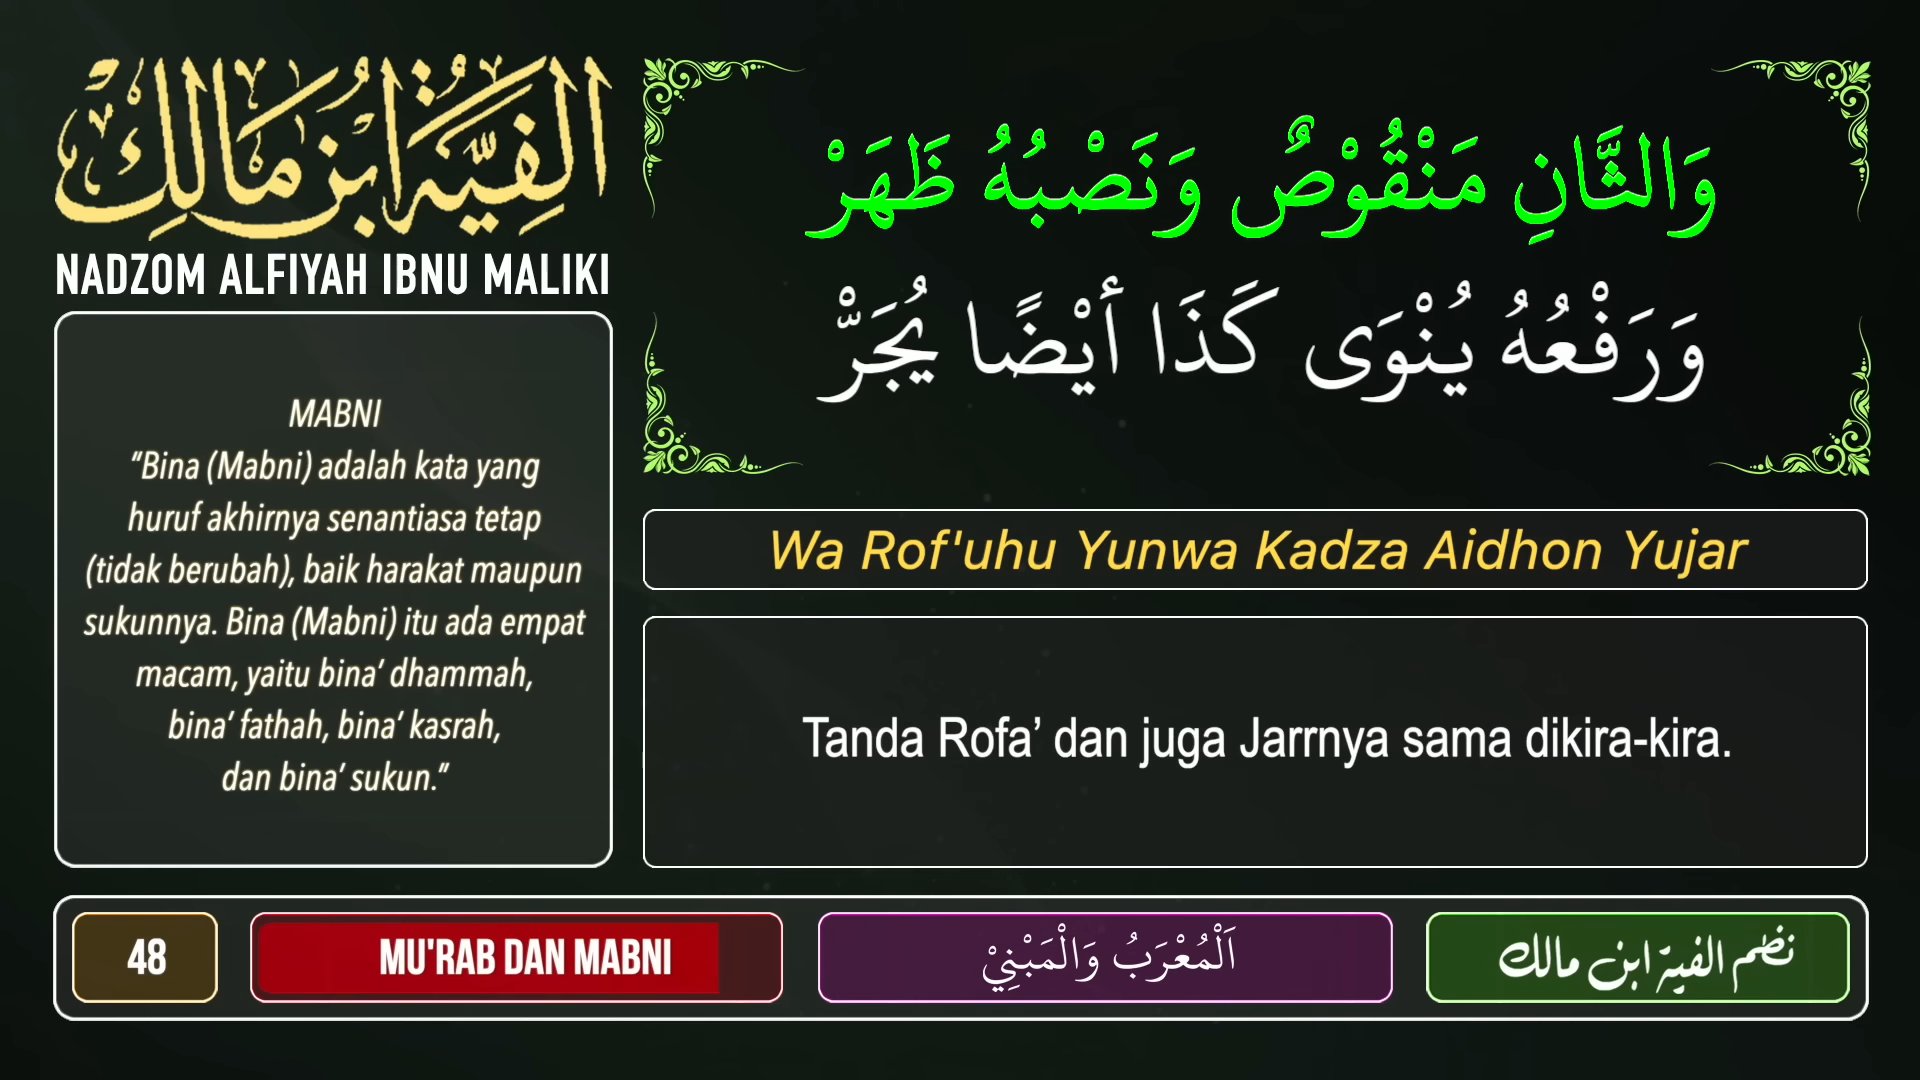 الفية ابن مالك
NADZOM ALFIYAH IBNU MALIKI
MABNI
“Bina (Mabni) adalah kata yang
huruf akhirnya senantiasa tetap
(tidak berubah), baik harakat maupun
sukunnya. Bina (Mabni) itu ada empat
macam, yaitu bina’ dhammah,
bina’ fathah, bina’ kasrah,
dan bina’ sukun.”
وَالثَّانِ مَنْقُوْصٌ وَنَصْبُهُ ظَهَرْ
وَرَفْعُهُ يُنْوَى كَذَا أَيْضًا يُجَرّْ
Wa Rof'uhu Yunwa Kadza Aidhon Yujar
Tanda Rofa’ dan juga Jarrnya sama dikira-kira.
48
MU'RAB DAN MABNI
اَلْمُعْرَبُ وَالْمَبْنِيْ
نظم الفية ابن مالك